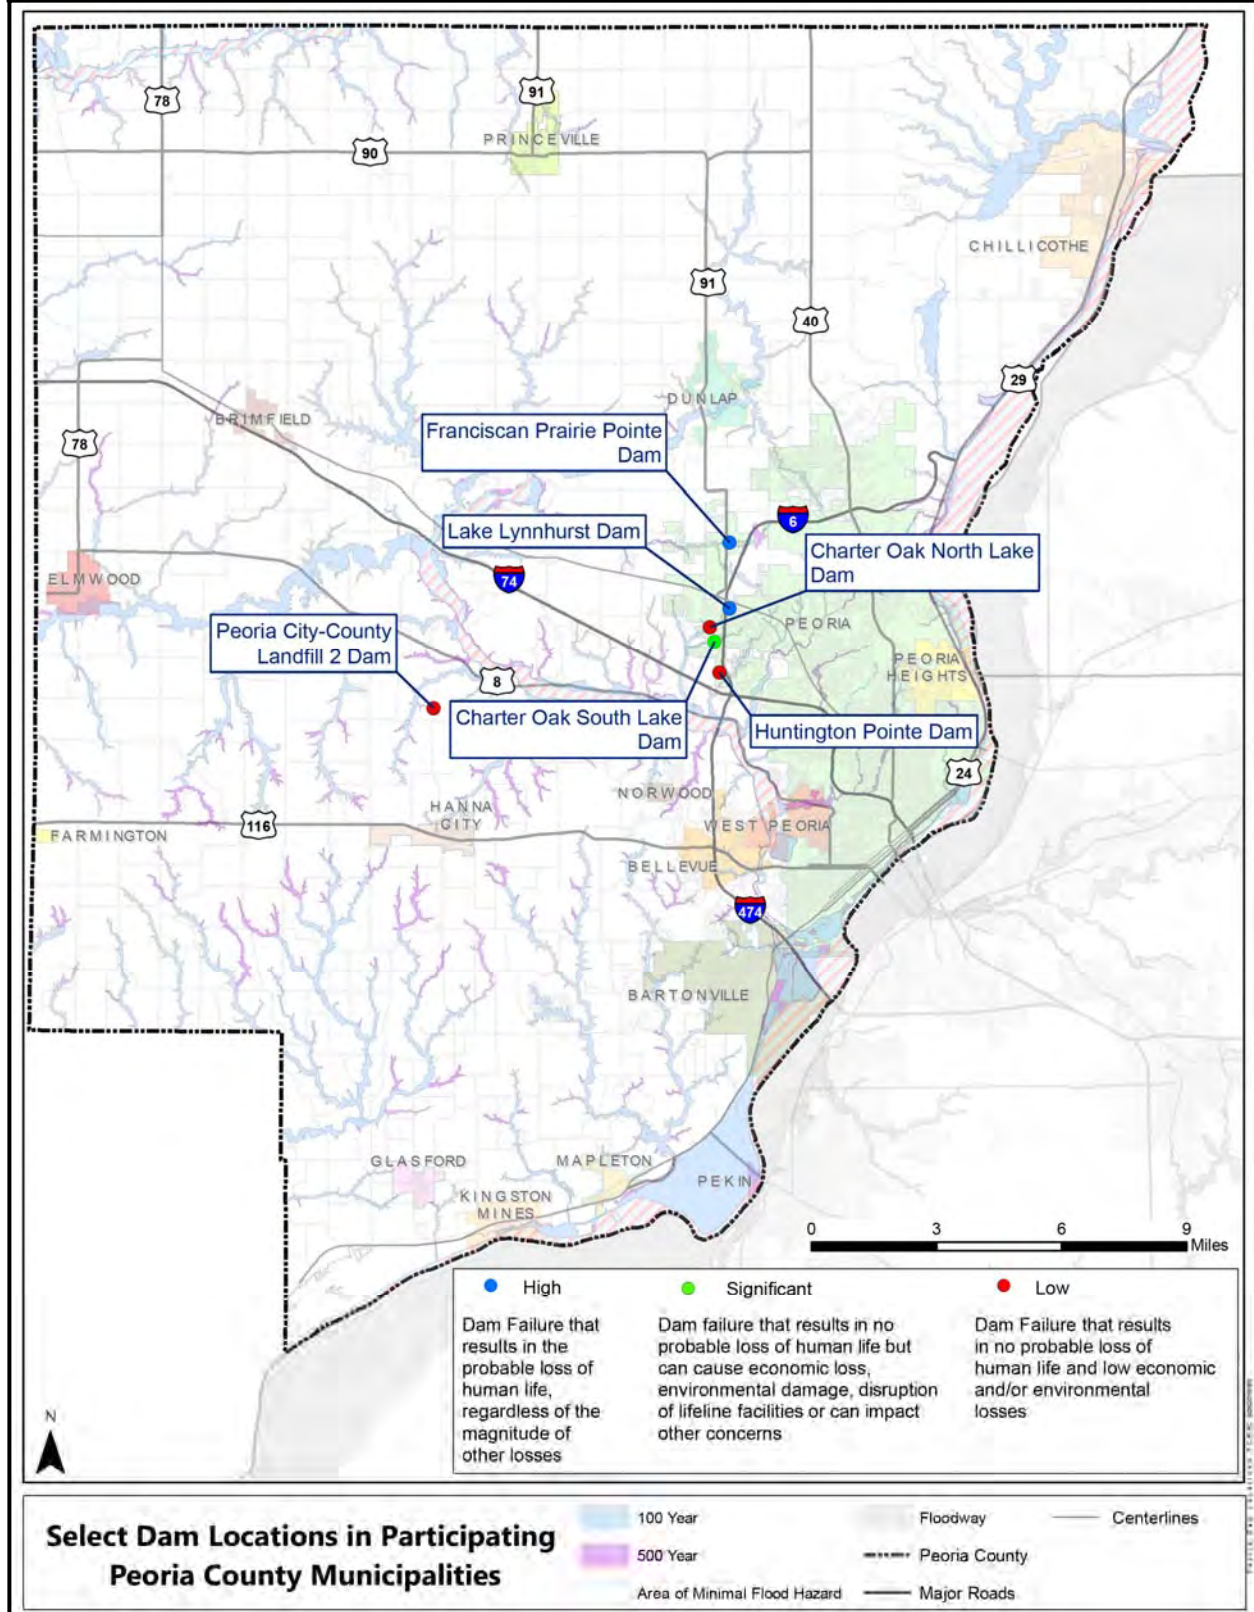 78
91
PRINCEVILLE
90
CHILLICOTHE
91
40
29
DUNLAP
BRIMFIELD
78
Franciscan Prairie Pointe
Dam
6
Lake Lynnhurst Dam
Charter Oak North Lake
Dam
74
ELMWOOD
PEORIA
Peoria City-County
Landfill 2 Dam
PEORIA
HEIGHTS
8
Charter Oak South Lake
Dam
Huntington Pointe Dam
24
NORWOOD
HANNA
CITY
116
WEST PEORIA
FARMINGTON
BELLEVUE
474
BARTONVILLE
GLASFORD
MAPLETON
PEKIN
KINGSTON
MINES
0 3 6 9
Miles
High
Dam Failure that
results in the
probable loss of
human life,
regardless of the
magnitude of
other losses
Significant
Dam failure that results in no
probable loss of human life but
can cause economic loss,
environmental damage, disruption
of lifeline facilities or can impact
other concerns
Low
Dam Failure that results
in no probable loss of
human life and low economic
and/or environmental
losses
N
Select Dam Locations in Participating
Peoria County Municipalities
100 Year
500 Year
Area of Minimal Flood Hazard
Floodway
Peoria County
Major Roads
Centerlines